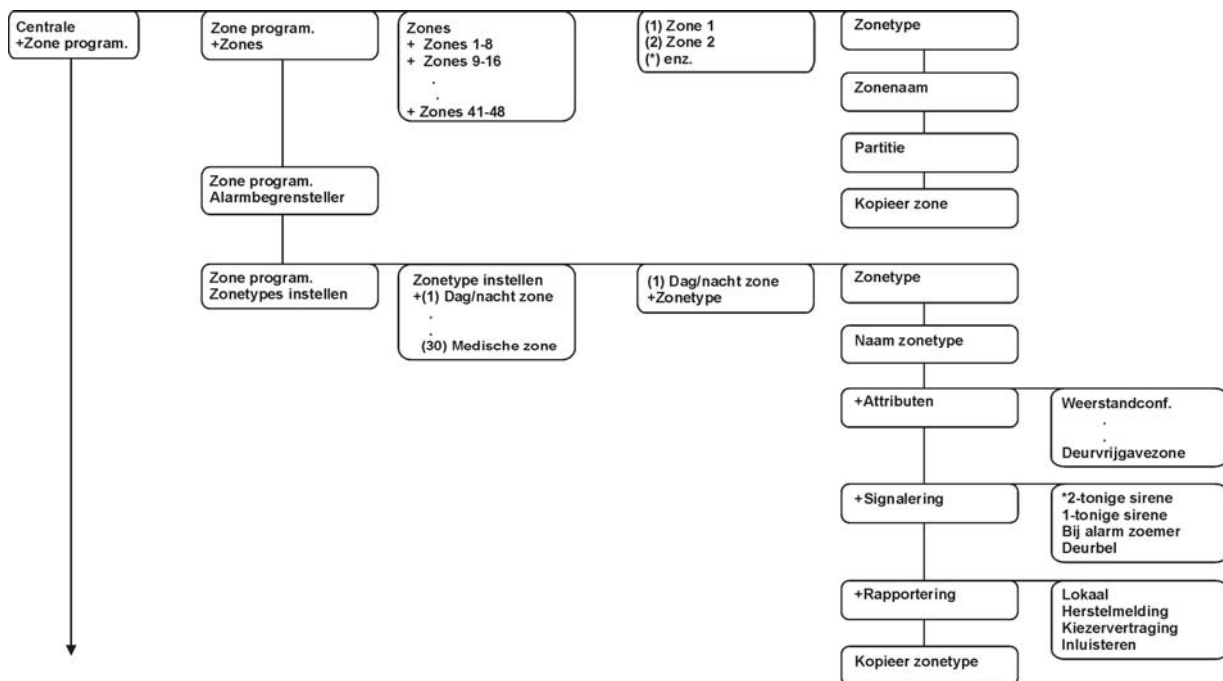 Centrale
+Zone program.
Zone program.
+Zones
Zones
+ Zones 1-8
+ Zones 9-16
.
.
+ Zones 41-48
(1) Zone 1
(2) Zone 2
(*) enz.
Zonetype
Zonenaam
Partitie
Kopieer zone
Zone program.
Alarmbegrensteller
Zone program.
Zonetypes instellen
Zonetype instellen
+(1) Dag/nacht zone
.
.
(30) Medische zone
(1) Dag/nacht zone
+Zonetype
Zonetype
Naam zonetype
+Attributen
Weerstandconf.
.
.
Deurvrijgavezone
+Signalering
*2-tonige sirene
1-tonige sirene
Bij alarm zoemer
Deurbel
+Rapportering
Lokaal
Herstelmelding
Kiezervertraging
Inluisteren
Kopieer zonetype